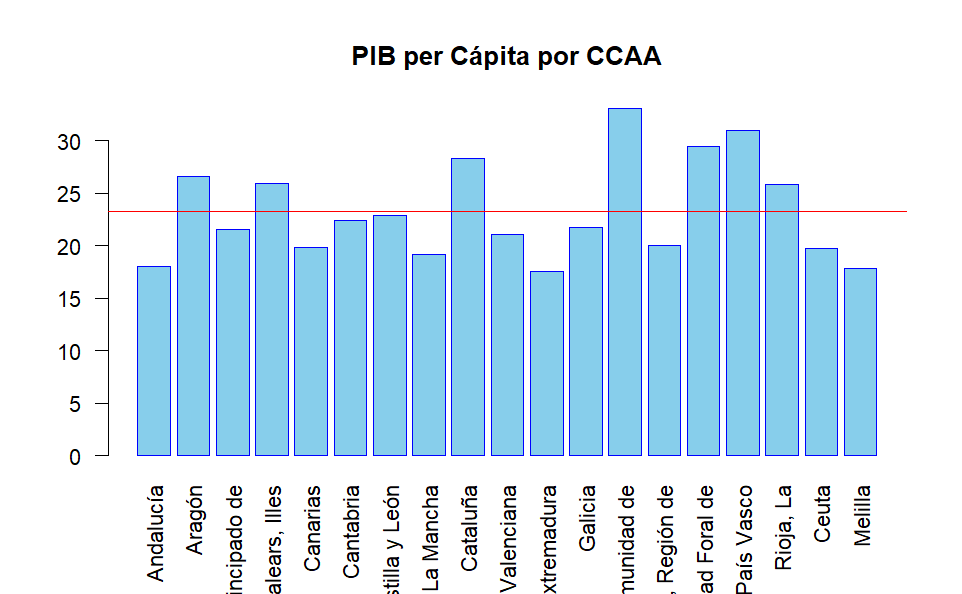 PIB per Cápita por CCAA
30
25
20
15
10
5
0
Andalucía
Aragón
incipado de
alears, Illes
Canarias
Cantabria
stilla y León
La Mancha
Cataluña
Valenciana
xtremadura
Galicia
munidad de
, Región de
ad Foral de
País Vasco
Rioja, La
Ceuta
Melilla